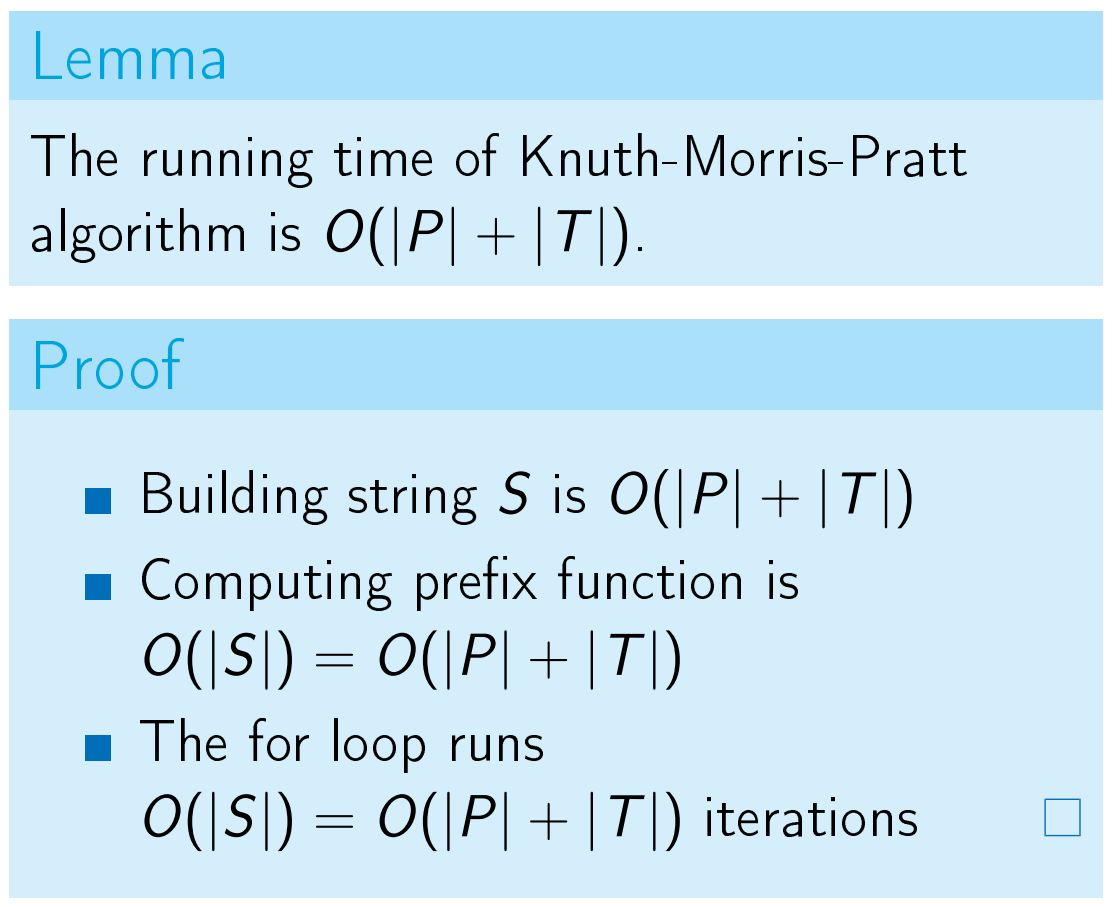 Lemma
The running time of Knuth-Morris-Pratt
algorithm is O(|P| + |T|).
Proof
Building string S is O(|P| + |T|)
Computing prefix function is
O(|S|) = O(|P| + |T|)
The for loop runs
O(|S|) = O(|P| + |T|) iterations □